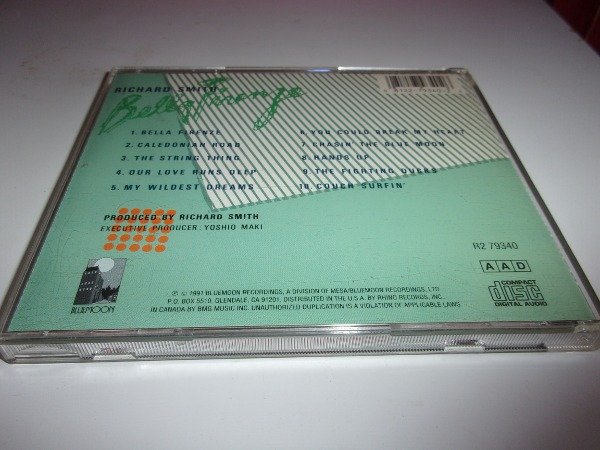 RICHARD SMITH
Bella Firenze
1. BELLA FIRENZE
2. CALEDONIAN ROAD
3. THE STRING THING
4. OUR LOVE RUNS DEEP
5. MY WILDEST DREAMS
6. YOU COULD BREAK MY HEART
7. CHASIN' THE BLUE MOON
8. HANDS UP
9. THE FIGHTING DUBS
10. COUCH SURFIN'
PRODUCED BY RICHARD SMITH
EXECUTIVE PRODUCER: YOSHIO MAKI
R2 79340
AAD
COMPACT
disc
DIGITAL AUDIO
BLUEMOON
℗ © 1991 BLUEMOON RECORDINGS, A DIVISION OF MESA/BLUEMOON RECORDINGS, LTD.
P.O. BOX 5510, GLENDALE, CA 91201. DISTRIBUTED IN THE U.S.A. BY RHINO RECORDS, INC.
IN CANADA BY BMG MUSIC INC. UNAUTHORIZED DUPLICATION IS A VIOLATION OF APPLICABLE LAWS.